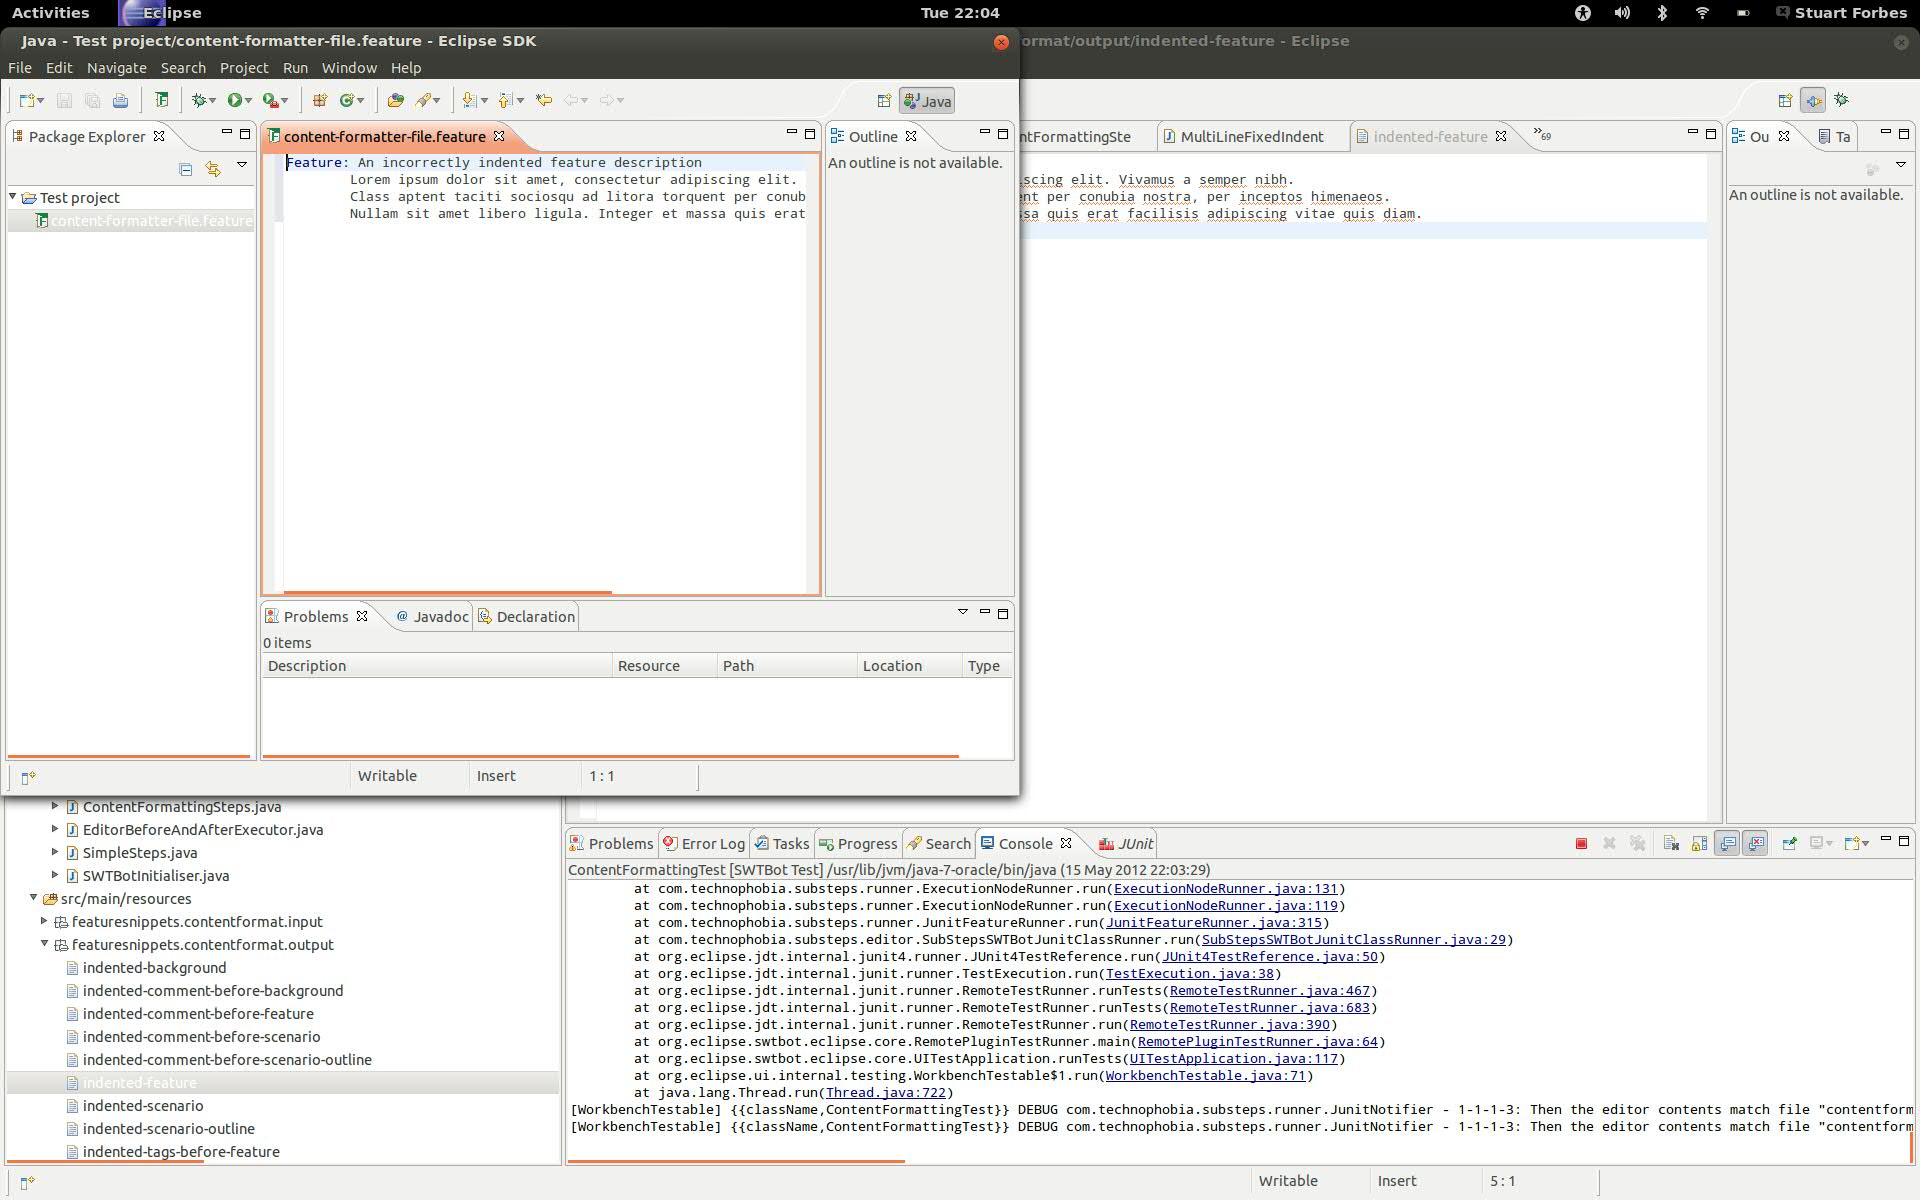 Activities Eclipse Tue 22:04 Stuart Forbes
Java - Test project/content-formatter-file.feature - Eclipse SDK
ormat/output/indented-feature - Eclipse
File Edit Navigate Search Project Run Window Help
Java
Package Explorer
content-formatter-file.feature
Outline
ntFormattingSte
MultiLineFixedIndent
indented-feature
»69
Ou
Ta
Test project
content-formatter-file.feature
Feature: An incorrectly indented feature description
Lorem ipsum dolor sit amet, consectetur adipiscing elit.
Class aptent taciti sociosqu ad litora torquent per conub
Nullam sit amet libero ligula. Integer et massa quis erat
An outline is not available.
scing elit. Vivamus a semper nibh.
nt per conubia nostra, per inceptos himenaeos.
sa quis erat facilisis adipiscing vitae quis diam.
An outline is not available.
Problems @ Javadoc Declaration
0 items
Description Resource Path Location Type
Writable Insert 1 : 1
ContentFormattingSteps.java
EditorBeforeAndAfterExecutor.java
SimpleSteps.java
SWTBotInitialiser.java
src/main/resources
featuresnippets.contentformat.input
featuresnippets.contentformat.output
indented-background
indented-comment-before-background
indented-comment-before-feature
indented-comment-before-scenario
indented-comment-before-scenario-outline
indented-feature
indented-scenario
indented-scenario-outline
indented-tags-before-feature
Problems Error Log Tasks Progress Search Console JUnit
ContentFormattingTest [SWTBot Test] /usr/lib/jvm/java-7-oracle/bin/java (15 May 2012 22:03:29)
at com.technophobia.substeps.runner.ExecutionNodeRunner.run(ExecutionNodeRunner.java:131)
at com.technophobia.substeps.runner.ExecutionNodeRunner.run(ExecutionNodeRunner.java:119)
at com.technophobia.substeps.runner.JunitFeatureRunner.run(JunitFeatureRunner.java:315)
at com.technophobia.substeps.editor.SubStepsSWTBotJunitClassRunner.run(SubStepsSWTBotJunitClassRunner.java:29)
at org.eclipse.jdt.internal.junit4.runner.JUnit4TestReference.run(JUnit4TestReference.java:50)
at org.eclipse.jdt.internal.junit.runner.TestExecution.run(TestExecution.java:38)
at org.eclipse.jdt.internal.junit.runner.RemoteTestRunner.runTests(RemoteTestRunner.java:467)
at org.eclipse.jdt.internal.junit.runner.RemoteTestRunner.runTests(RemoteTestRunner.java:683)
at org.eclipse.jdt.internal.junit.runner.RemoteTestRunner.run(RemoteTestRunner.java:390)
at org.eclipse.swtbot.eclipse.core.RemotePluginTestRunner.main(RemotePluginTestRunner.java:64)
at org.eclipse.swtbot.eclipse.core.UITestApplication.runTests(UITestApplication.java:117)
at org.eclipse.ui.internal.testing.WorkbenchTestable$1.run(WorkbenchTestable.java:71)
at java.lang.Thread.run(Thread.java:722)
[WorkbenchTestable] {{className,ContentFormattingTest}} DEBUG com.technophobia.substeps.runner.JunitNotifier - 1-1-1-3: Then the editor contents match file "contentform
[WorkbenchTestable] {{className,ContentFormattingTest}} DEBUG com.technophobia.substeps.runner.JunitNotifier - 1-1-1-3: Then the editor contents match file "contentform
Writable Insert 5 : 1